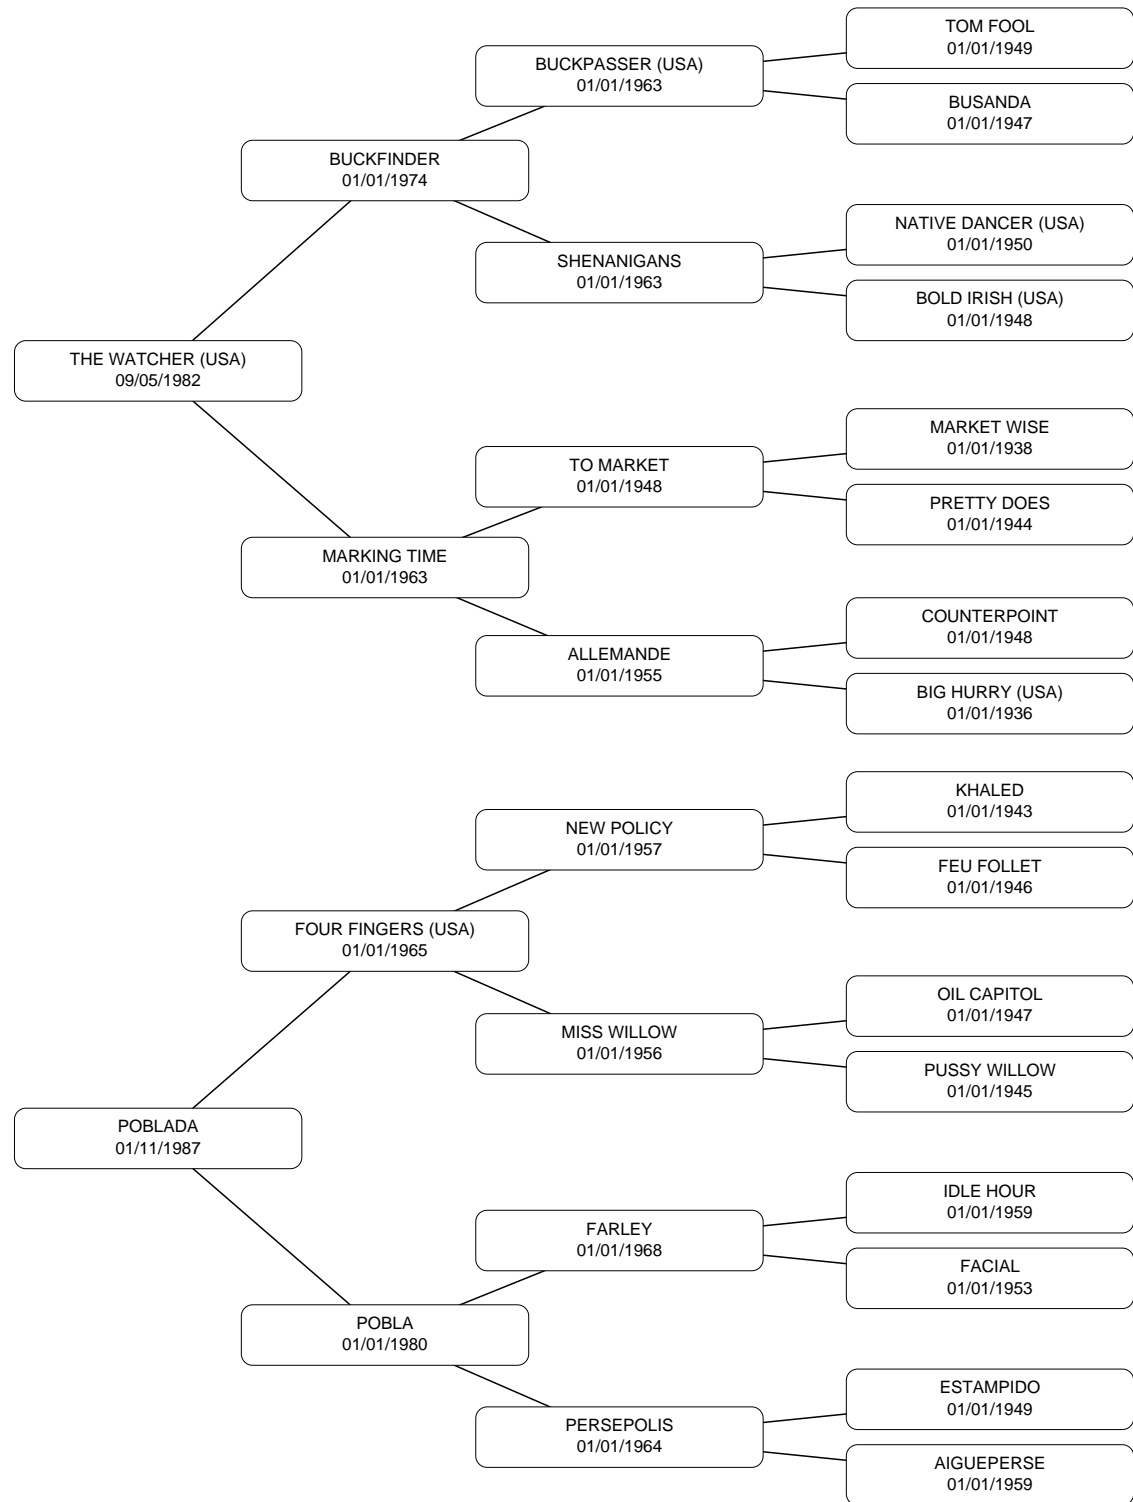 TOM FOOL
01/01/1949
BUCKPASSER (USA)
01/01/1963
BUSANDA
01/01/1947
BUCKFINDER
01/01/1974
NATIVE DANCER (USA)
01/01/1950
SHENANIGANS
01/01/1963
BOLD IRISH (USA)
01/01/1948
THE WATCHER (USA)
09/05/1982
MARKET WISE
01/01/1938
TO MARKET
01/01/1948
PRETTY DOES
01/01/1944
MARKING TIME
01/01/1963
COUNTERPOINT
01/01/1948
ALLEMANDE
01/01/1955
BIG HURRY (USA)
01/01/1936
KHALED
01/01/1943
NEW POLICY
01/01/1957
FEU FOLLET
01/01/1946
FOUR FINGERS (USA)
01/01/1965
OIL CAPITOL
01/01/1947
MISS WILLOW
01/01/1956
PUSSY WILLOW
01/01/1945
POBLADA
01/11/1987
IDLE HOUR
01/01/1959
FARLEY
01/01/1968
FACIAL
01/01/1953
POBLA
01/01/1980
ESTAMPIDO
01/01/1949
PERSEPOLIS
01/01/1964
AIGUEPERSE
01/01/1959